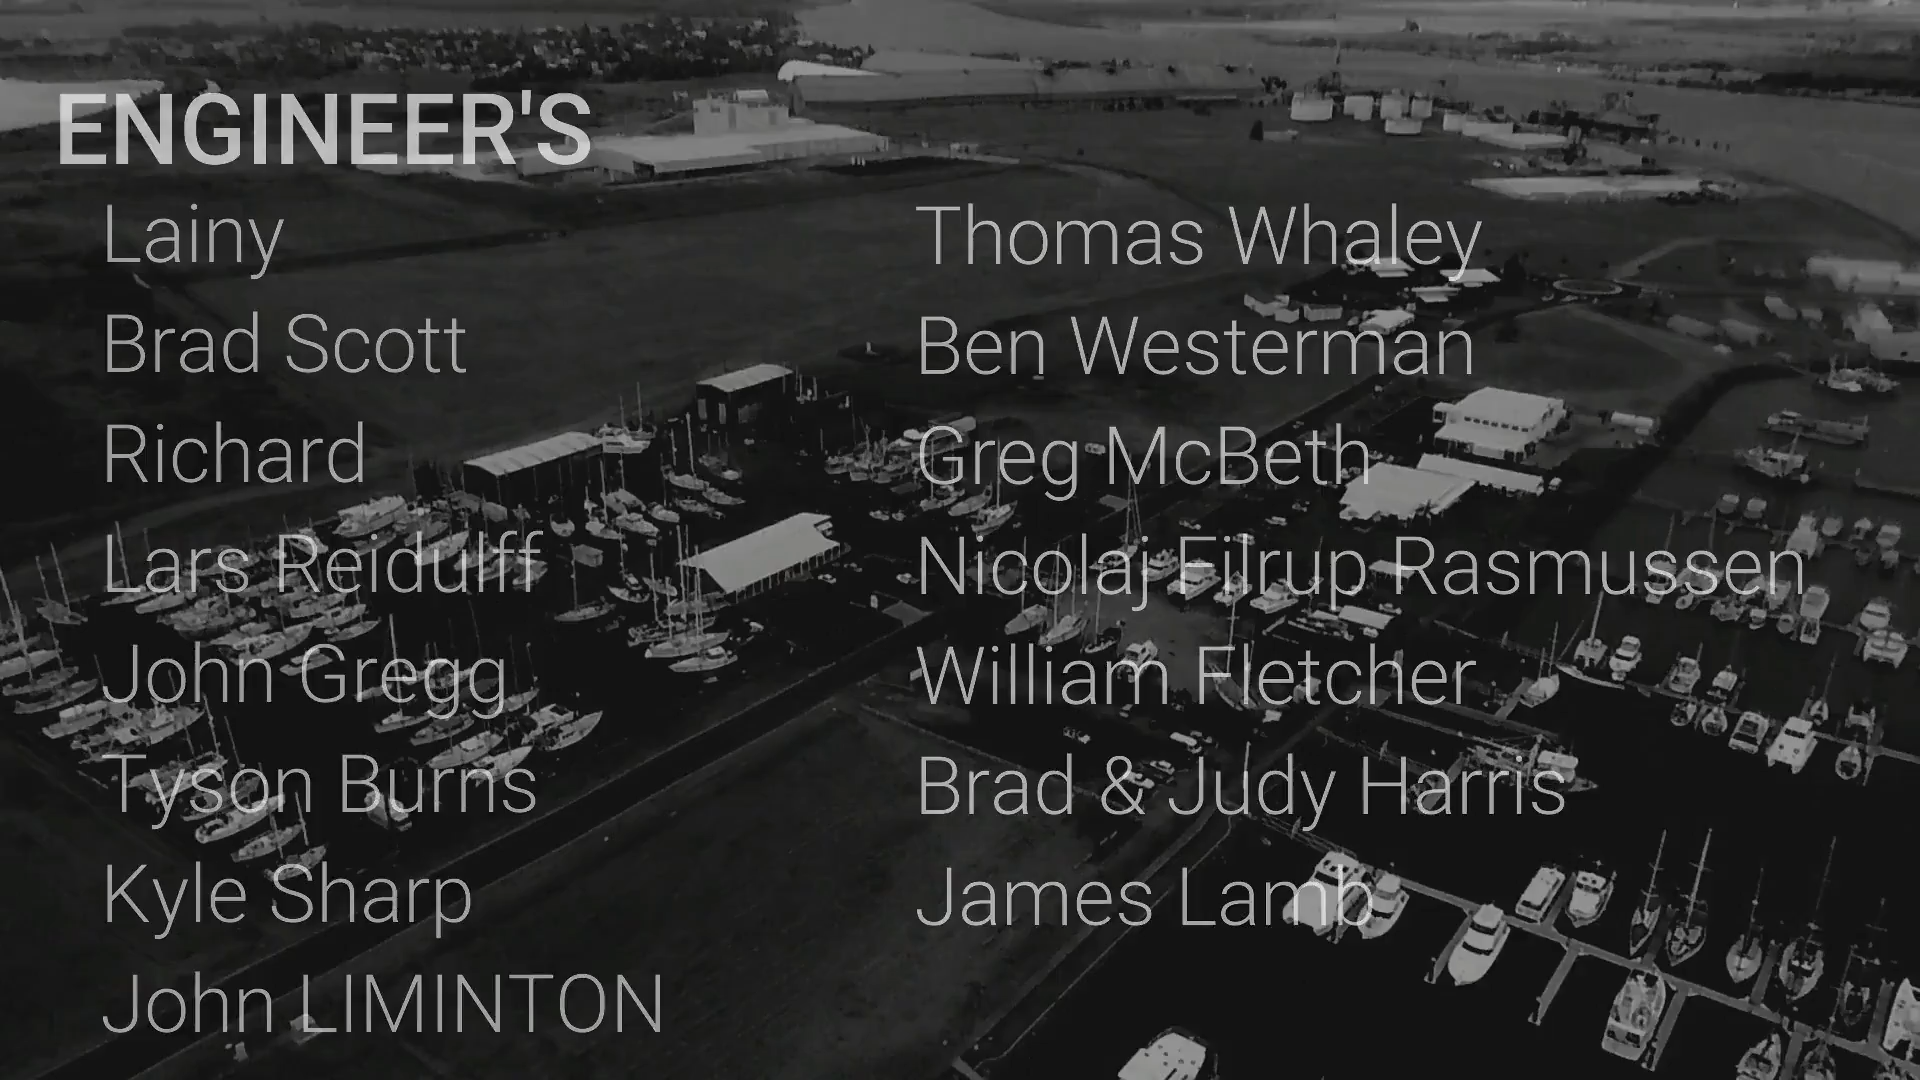 ENGINEER'S
Lainy
Brad Scott
Richard
Lars Reidulff
John Gregg
Tyson Burns
Kyle Sharp
John LIMINTON
Thomas Whaley
Ben Westerman
Greg McBeth
Nicolaj Filrup Rasmussen
William Fletcher
Brad & Judy Harris
James Lamb